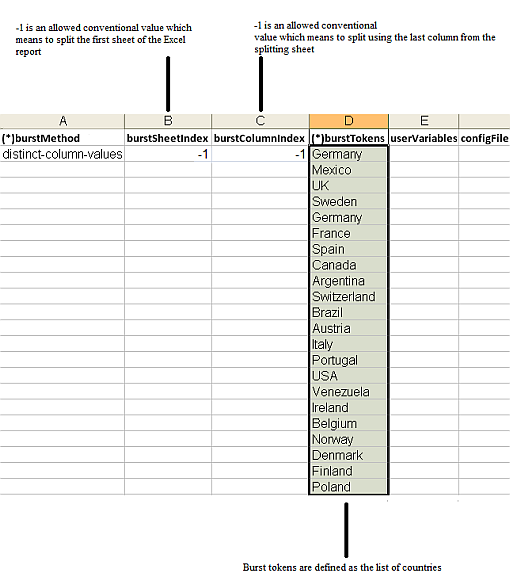 -1 is an allowed conventional value which
means to split the first sheet of the Excel
report
-1 is an allowed conventional
value which means to split using the last column from the
splitting sheet
A B C D E
(*)burstMethod burstSheetIndex burstColumnIndex (*)burstTokens userVariables configFile
distinct-column-values -1 -1 Germany
Mexico
UK
Sweden
Germany
France
Spain
Canada
Argentina
Switzerland
Brazil
Austria
Italy
Portugal
USA
Venezuela
Ireland
Belgium
Norway
Denmark
Finland
Poland
Burst tokens are defined as the list of countries